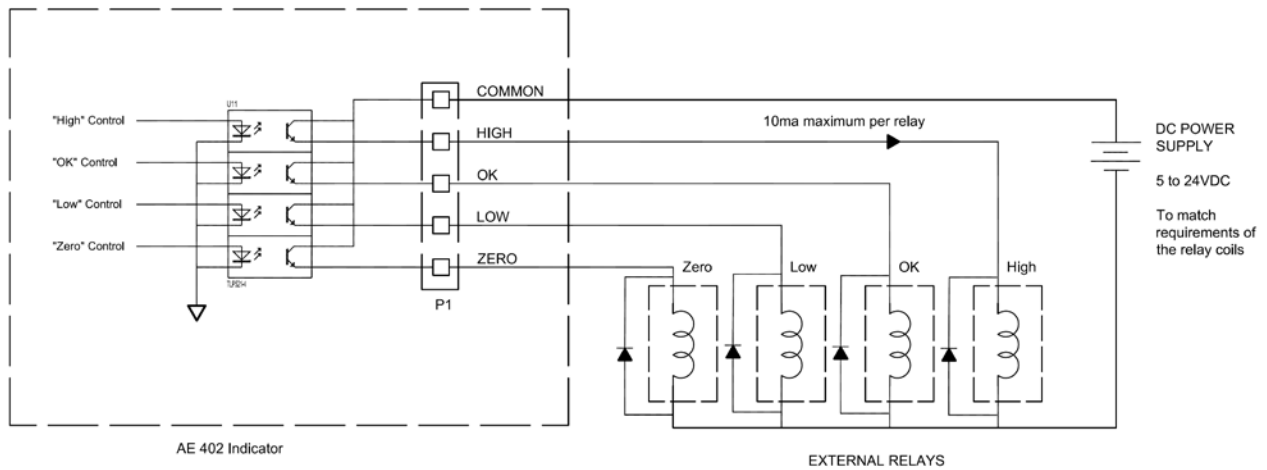 COMMON
U11
"High" Control
HIGH
10ma maximum per relay
DC POWER
SUPPLY
5 to 24VDC
To match
requirements of
the relay coils
"OK" Control
OK
"Low" Control
LOW
"Zero" Control
ZERO
TLP521-4
P1
Zero
Low
OK
High
AE 402 Indicator
EXTERNAL RELAYS